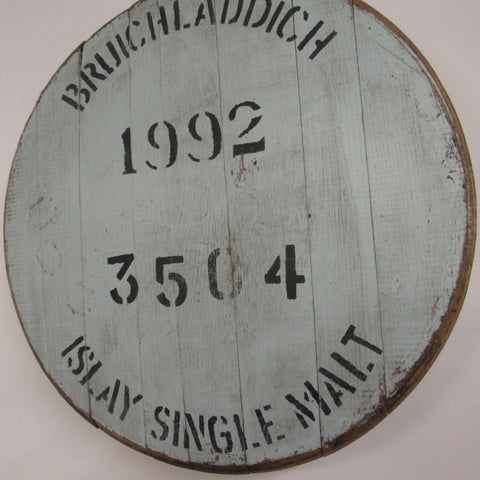 BRUICHLADDICH
1992
3504
ISLAY SINGLE MALT